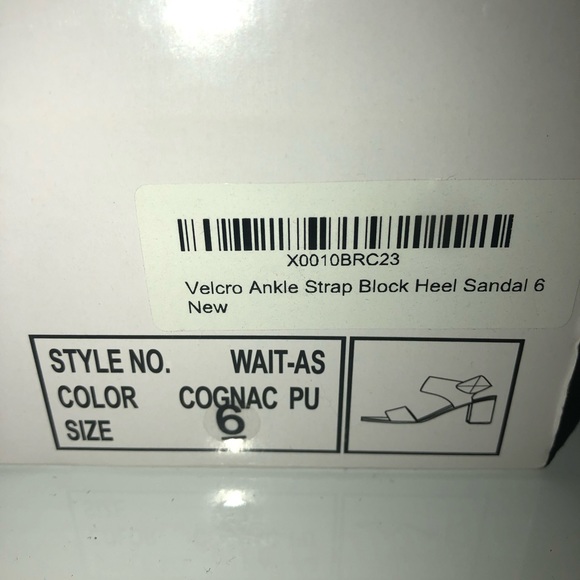 X0010BRC23
Velcro Ankle Strap Block Heel Sandal 6
New
STYLE NO. WAIT-AS
COLOR COGNAC PU
SIZE 6